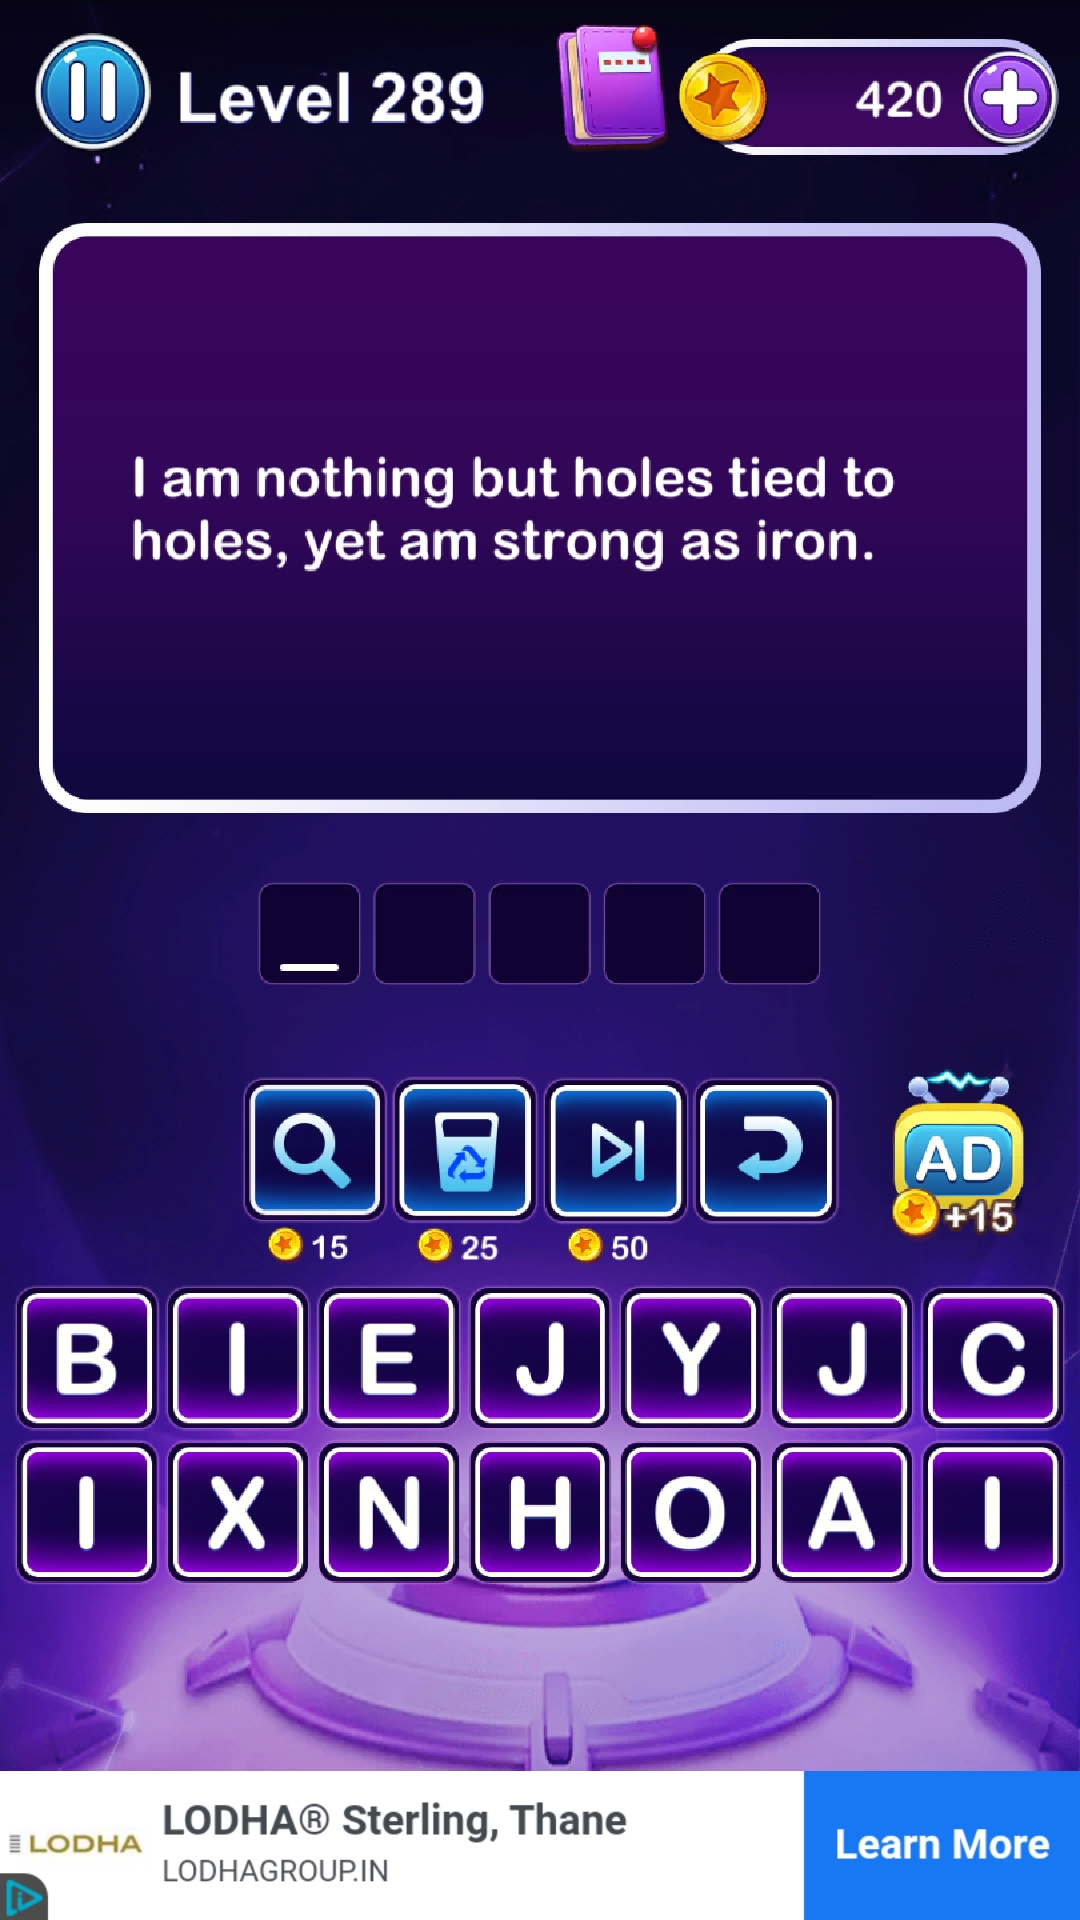 Level 289
420
I am nothing but holes tied to
holes, yet am strong as iron.
AD
+15
15 25 50
B I E J Y J C
I X N H O A I
LODHA
LODHA® Sterling, Thane
LODHAGROUP.IN
Learn More